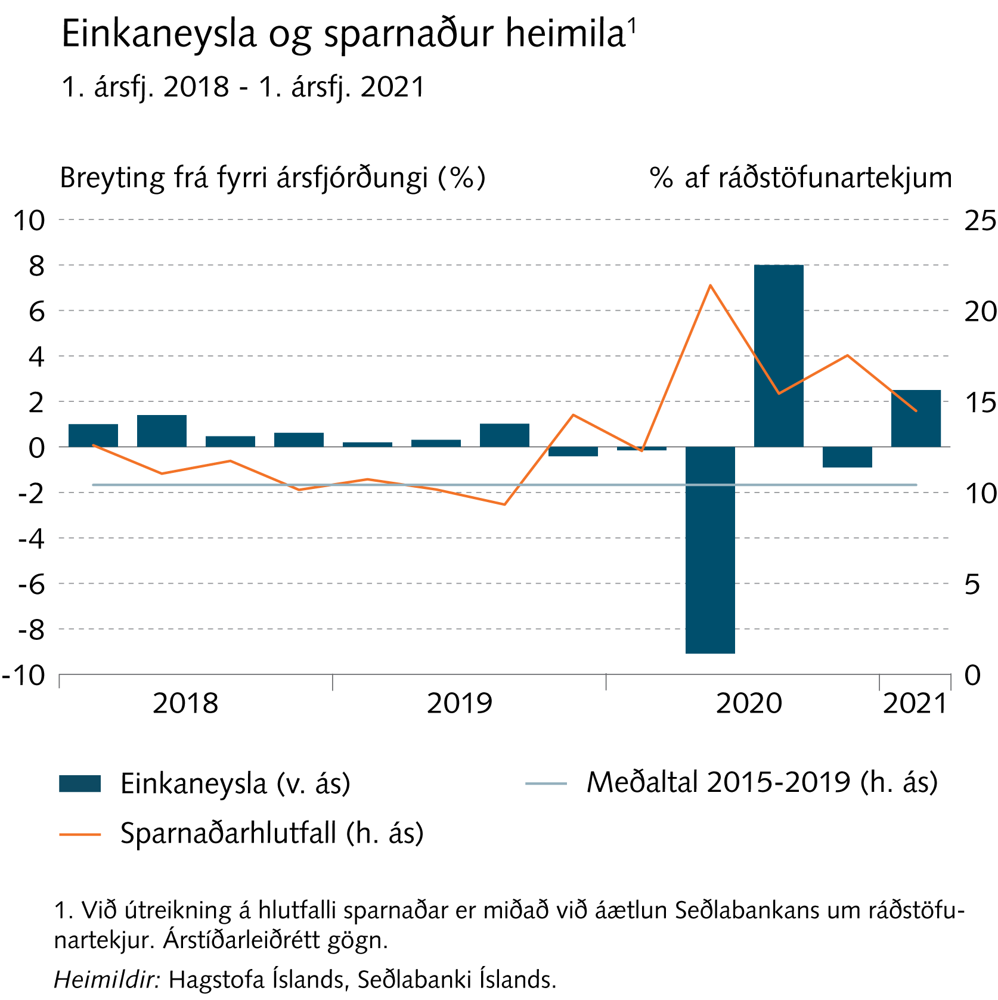 Einkaneysla og sparnaður heimila¹
1. ársfj. 2018 - 1. ársfj. 2021
Breyting frá fyrri ársfjórðungi (%)
% af ráðstöfunartekjum
10
8
6
4
2
0
-2
-4
-6
-8
-10
25
20
15
10
5
0
2018
2019
2020
2021
Einkaneysla (v. ás)
Meðaltal 2015-2019 (h. ás)
Sparnaðarhlutfall (h. ás)
1. Við útreikning á hlutfalli sparnaðar er miðað við áætlun Seðlabankans um ráðstöfu-
nartekjur. Árstíðarleiðrétt gögn.
Heimildir: Hagstofa Íslands, Seðlabanki Íslands.